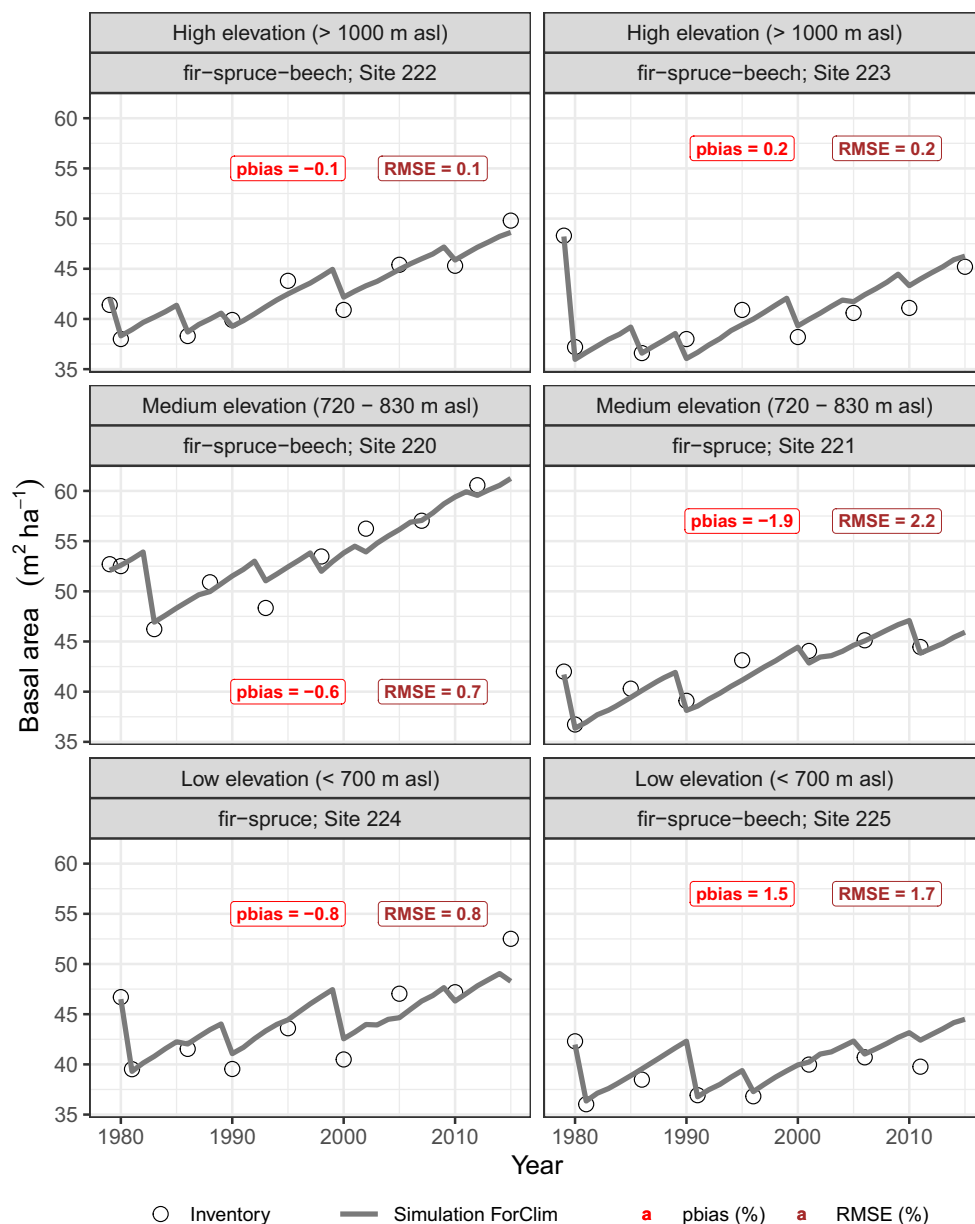 High elevation (> 1000 m asl)
High elevation (> 1000 m asl)
fir−spruce−beech; Site 222
fir−spruce−beech; Site 223
60
55
50
45
40
35
pbias = −0.1
RMSE = 0.1
pbias = 0.2
RMSE = 0.2
Medium elevation (720 − 830 m asl)
Medium elevation (720 − 830 m asl)
fir−spruce−beech; Site 220
fir−spruce; Site 221
60
55
50
45
40
35
pbias = −0.6
RMSE = 0.7
pbias = −1.9
RMSE = 2.2
Basal area (m² ha⁻¹)
Low elevation (< 700 m asl)
Low elevation (< 700 m asl)
fir−spruce; Site 224
fir−spruce−beech; Site 225
60
55
50
45
40
35
pbias = −0.8
RMSE = 0.8
pbias = 1.5
RMSE = 1.7
1980 1990 2000 2010
1980 1990 2000 2010
Year
Inventory
Simulation ForClim
a pbias (%)
a RMSE (%)